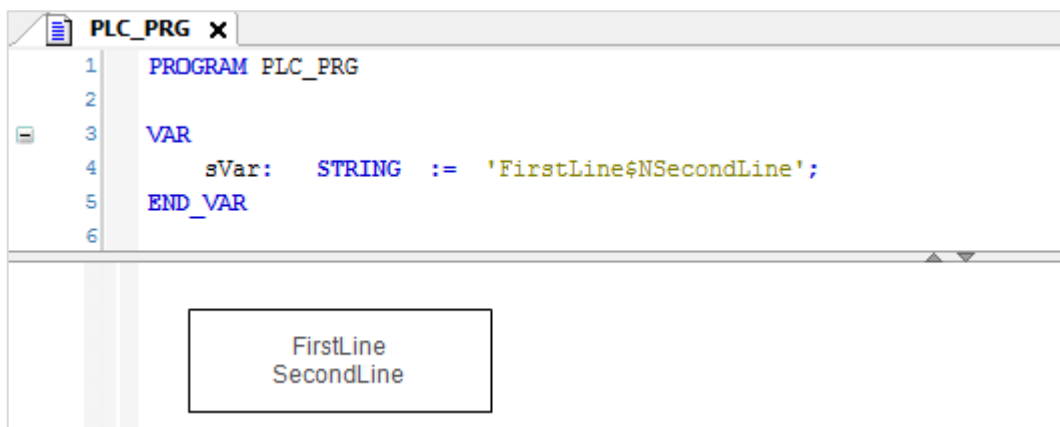 PLC_PRG X
1 PROGRAM PLC_PRG
2
3 VAR
4 sVar: STRING := 'FirstLine$NSecondLine';
5 END_VAR
6
FirstLine
SecondLine